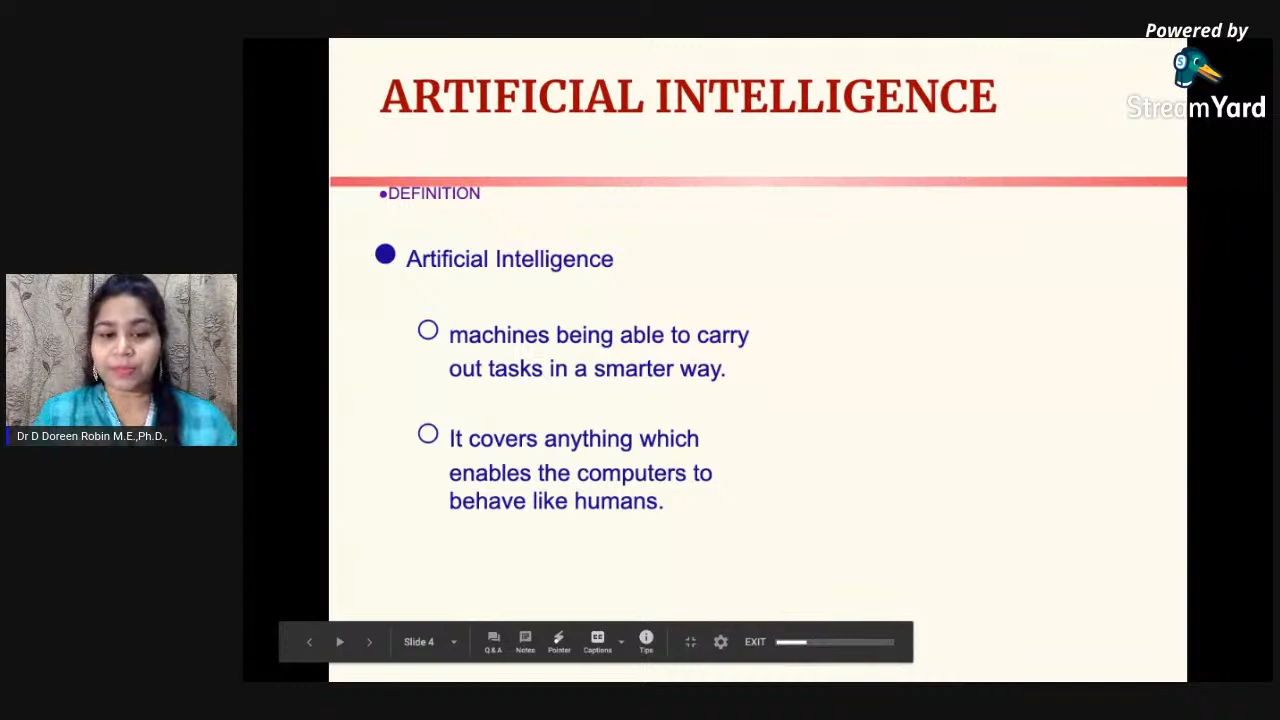 Powered by
StreamYard
ARTIFICIAL INTELLIGENCE
●DEFINITION
● Artificial Intelligence
○ machines being able to carry
out tasks in a smarter way.
○ It covers anything which
enables the computers to
behave like humans.
Dr D Doreen Robin M.E.,Ph.D.,
Slide 4
Q & A
Notes
Pointer
CC
Captions
Tips
EXIT